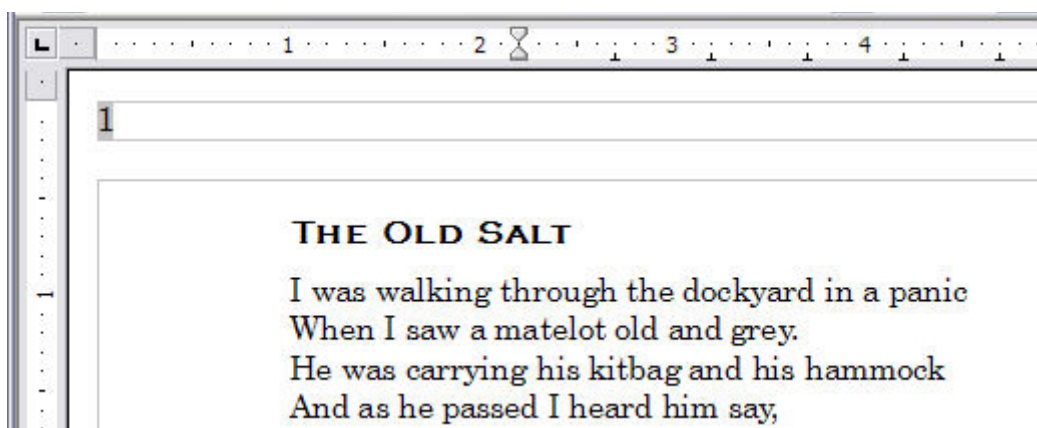 1 2 3 4
1
The Old Salt
I was walking through the dockyard in a panic
When I saw a matelot old and grey.
He was carrying his kitbag and his hammock
And as he passed I heard him say,
1